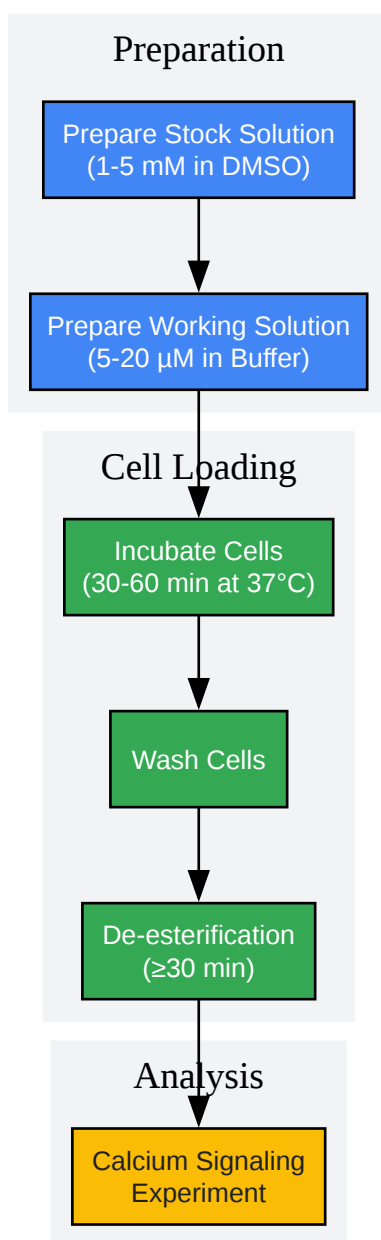 Preparation
Prepare Stock Solution
(1-5 mM in DMSO)
Prepare Working Solution
(5-20 µM in Buffer)
Cell Loading
Incubate Cells
(30-60 min at 37°C)
Wash Cells
De-esterification
(≥30 min)
Analysis
Calcium Signaling
Experiment